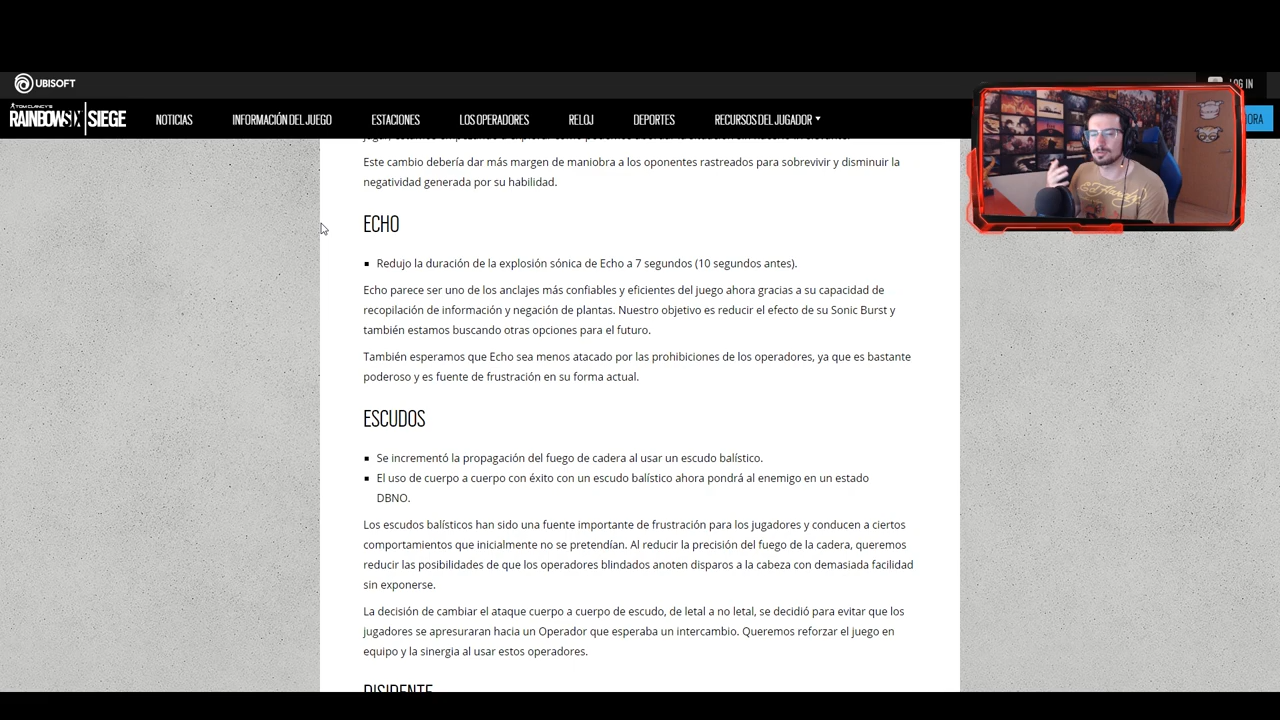 UBISOFT
LOG IN
TOM CLANCY'S
RAINBOW SIX | SIEGE
NOTICIAS
INFORMACIÓN DEL JUEGO
ESTACIONES
LOS OPERADORES
RELOJ
DEPORTES
RECURSOS DEL JUGADOR
Este cambio debería dar más margen de maniobra a los oponentes rastreados para sobrevivir y disminuir la
negatividad generada por su habilidad.
ECHO
▪ Redujo la duración de la explosión sónica de Echo a 7 segundos (10 segundos antes).
Echo parece ser uno de los anclajes más confiables y eficientes del juego ahora gracias a su capacidad de
recopilación de información y negación de plantas. Nuestro objetivo es reducir el efecto de su Sonic Burst y
también estamos buscando otras opciones para el futuro.
También esperamos que Echo sea menos atacado por las prohibiciones de los operadores, ya que es bastante
poderoso y es fuente de frustración en su forma actual.
ESCUDOS
▪ Se incrementó la propagación del fuego de cadera al usar un escudo balístico.
▪ El uso de cuerpo a cuerpo con éxito con un escudo balístico ahora pondrá al enemigo en un estado
DBNO.
Los escudos balísticos han sido una fuente importante de frustración para los jugadores y conducen a ciertos
comportamientos que inicialmente no se pretendían. Al reducir la precisión del fuego de la cadera, queremos
reducir las posibilidades de que los operadores blindados anoten disparos a la cabeza con demasiada facilidad
sin exponerse.
La decisión de cambiar el ataque cuerpo a cuerpo de escudo, de letal a no letal, se decidió para evitar que los
jugadores se apresuraran hacia un Operador que esperaba un intercambio. Queremos reforzar el juego en
equipo y la sinergia al usar estos operadores.
DISIDENTE